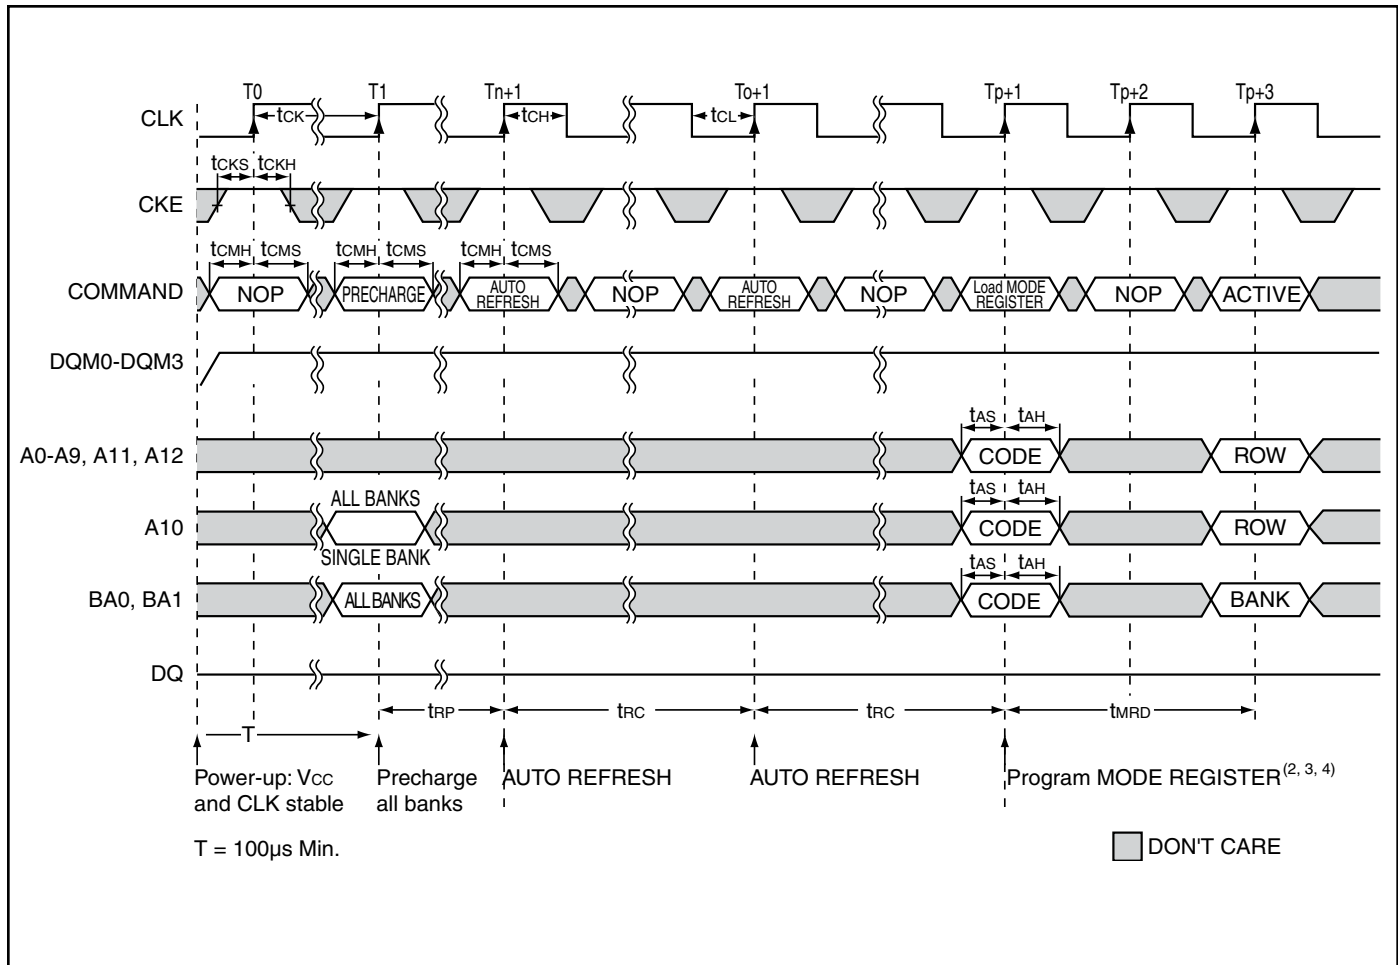 T0 T1 Tn+1 To+1 Tp+1 Tp+2 Tp+3
CLK tCK tCH tCL
tCKS tCKH
CKE
tCMH tCMS tCMH tCMS tCMH tCMS
COMMAND NOP PRECHARGE AUTO REFRESH NOP AUTO REFRESH NOP Load MODE REGISTER NOP ACTIVE
DQM0-DQM3
tAS tAH
A0-A9, A11, A12 CODE ROW
ALL BANKS tAS tAH
A10 CODE ROW
SINGLE BANK tAS tAH
BA0, BA1 ALL BANKS CODE BANK
DQ
tRP tRC tRC tMRD
T
Power-up: VCC Precharge AUTO REFRESH AUTO REFRESH Program MODE REGISTER(2, 3, 4)
and CLK stable all banks
T = 100µs Min. DON'T CARE